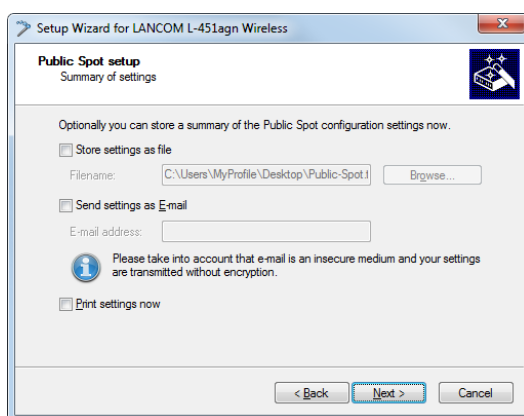 Setup Wizard for LANCOM L-451agn Wireless
Public Spot setup
Summary of settings
Optionally you can store a summary of the Public Spot configuration settings now.
Store settings as file
Filename: C:\Users\MyProfile\Desktop\Public-Spot.t Browse...
Send settings as E-mail
E-mail address:
Please take into account that e-mail is an insecure medium and your settings
are transmitted without encryption.
Print settings now
< Back Next > Cancel